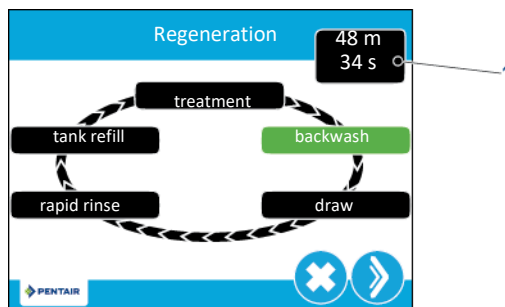 Regeneration
48 m
34 s
treatment
tank refill
backwash
rapid rinse
draw
PENTAIR